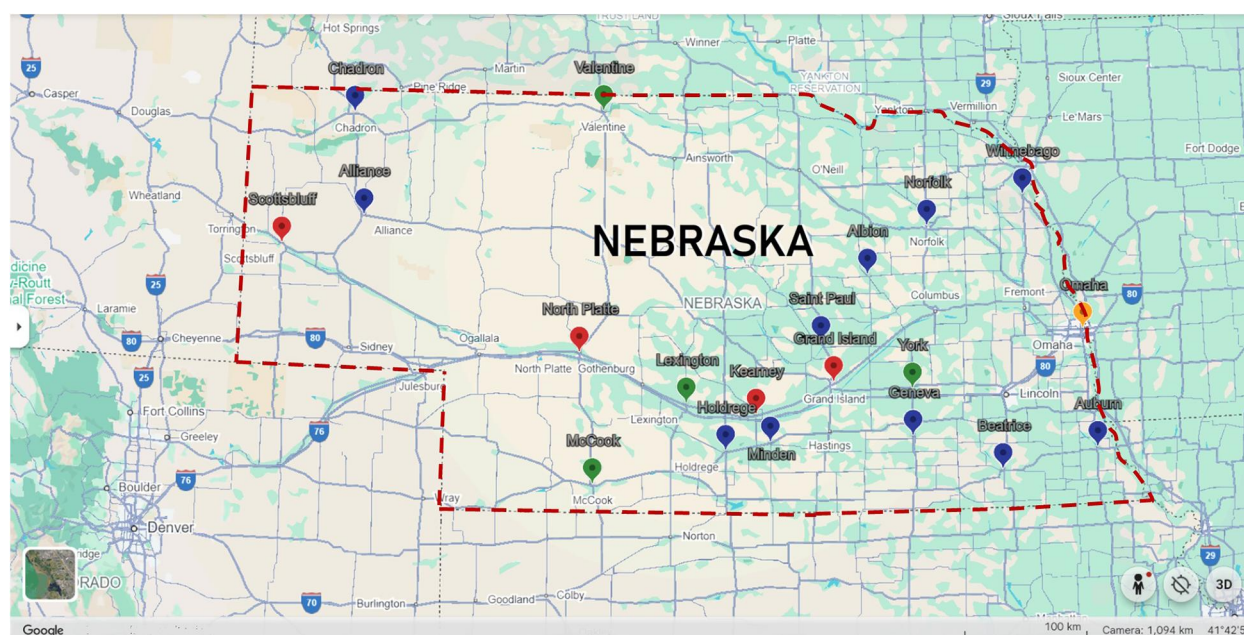 TRUST LAND
Sioux Falls
Hot Springs
Winner
Platte
25
Chadron
Martin
Valentine
YANKTON
RESERVATION
29
Sioux Center
Pine Ridge
Casper
Douglas
Yankton
Vermillion
Le Mars
Chadron
Valentine
Winnebago
Fort Dodge
Ainsworth
O'Neill
Alliance
Norfolk
Wheatland
Scottsbluff
Torrington
Alliance
NEBRASKA
Albion
Norfolk
Scottsbluff
25
Omaha
Fremont
80
Columbus
NEBRASKA
Saint Paul
Laramie
North Platte
Grand Island
80
Cheyenne
80
Sidney
Ogallala
York
Omaha
Lexington
Kearney
North Platte
Gothenburg
80
25
Julesburg
Geneva
Lincoln
Grand Island
Fort Collins
Holdrege
Auburn
Lexington
76
Beatrice
Greeley
McCook
Minden
Hastings
Holdrege
76
Boulder
Wray
McCook
Denver
Norton
29
3D
70
Burlington
Goodland
Colby
Google
100 km
Camera: 1,094 km
41°42'5